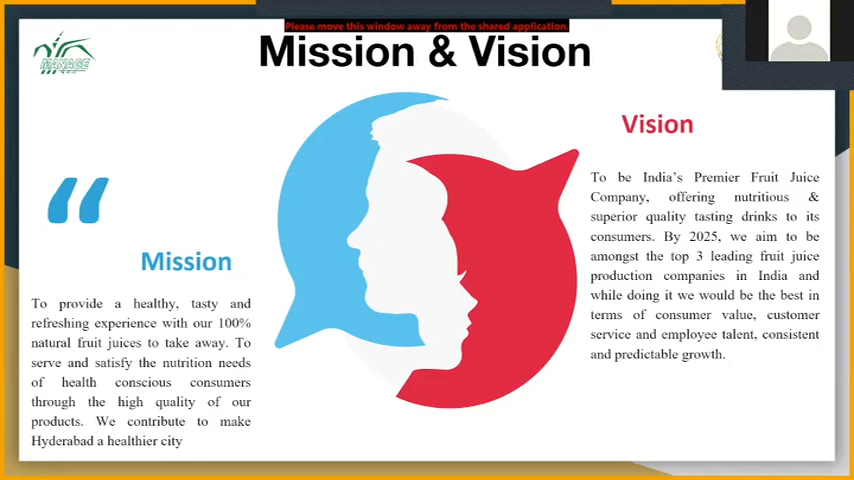 Please move this window away from the shared application.
Mission & Vision
MANAGE
Vision
To be India's Premier Fruit Juice
Company, offering nutritious &
superior quality tasting drinks to its
consumers. By 2025, we aim to be
amongst the top 3 leading fruit juice
production companies in India and
while doing it we would be the best in
terms of consumer value, customer
service and employee talent, consistent
and predictable growth.
“
Mission
To provide a healthy, tasty and
refreshing experience with our 100%
natural fruit juices to take away. To
serve and satisfy the nutrition needs
of health conscious consumers
through the high quality of our
products. We contribute to make
Hyderabad a healthier city